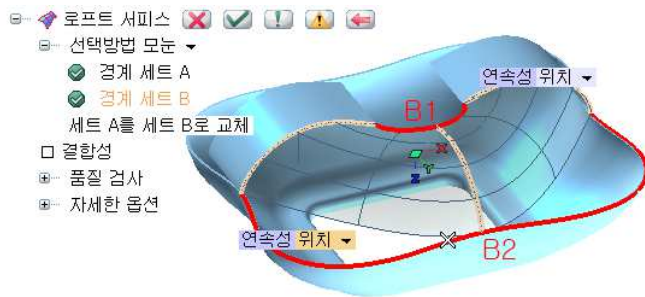 로프트 서피스
선택방법 모눈
경계 세트 A
경계 세트 B
세트 A를 세트 B로 교체
결합성
품질 검사
자세한 옵션
연속성 위치
B1
X
Y
Z
연속성 위치
B2